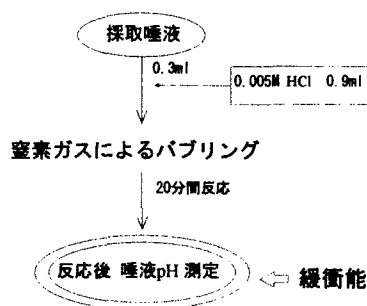 採取唾液
0.3ml
0.005M HCl 0.9ml
窒素ガスによるバブリング
20分間反応
反応後 唾液pH 測定
緩衝能